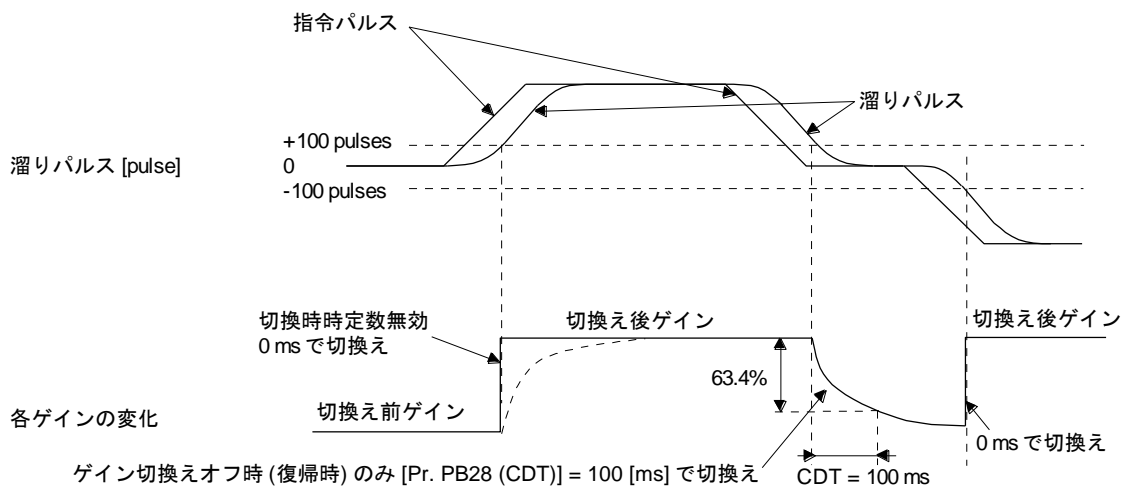 指令パルス
溜りパルス
溜りパルス [pulse]
+100 pulses
0
-100 pulses
切換時時定数無効
0 ms で切換え
切換え後ゲイン
切換え後ゲイン
63.4%
各ゲインの変化
切換え前ゲイン
0 ms で切換え
ゲイン切換えオフ時 (復帰時) のみ [Pr. PB28 (CDT)] = 100 [ms] で切換え
CDT = 100 ms